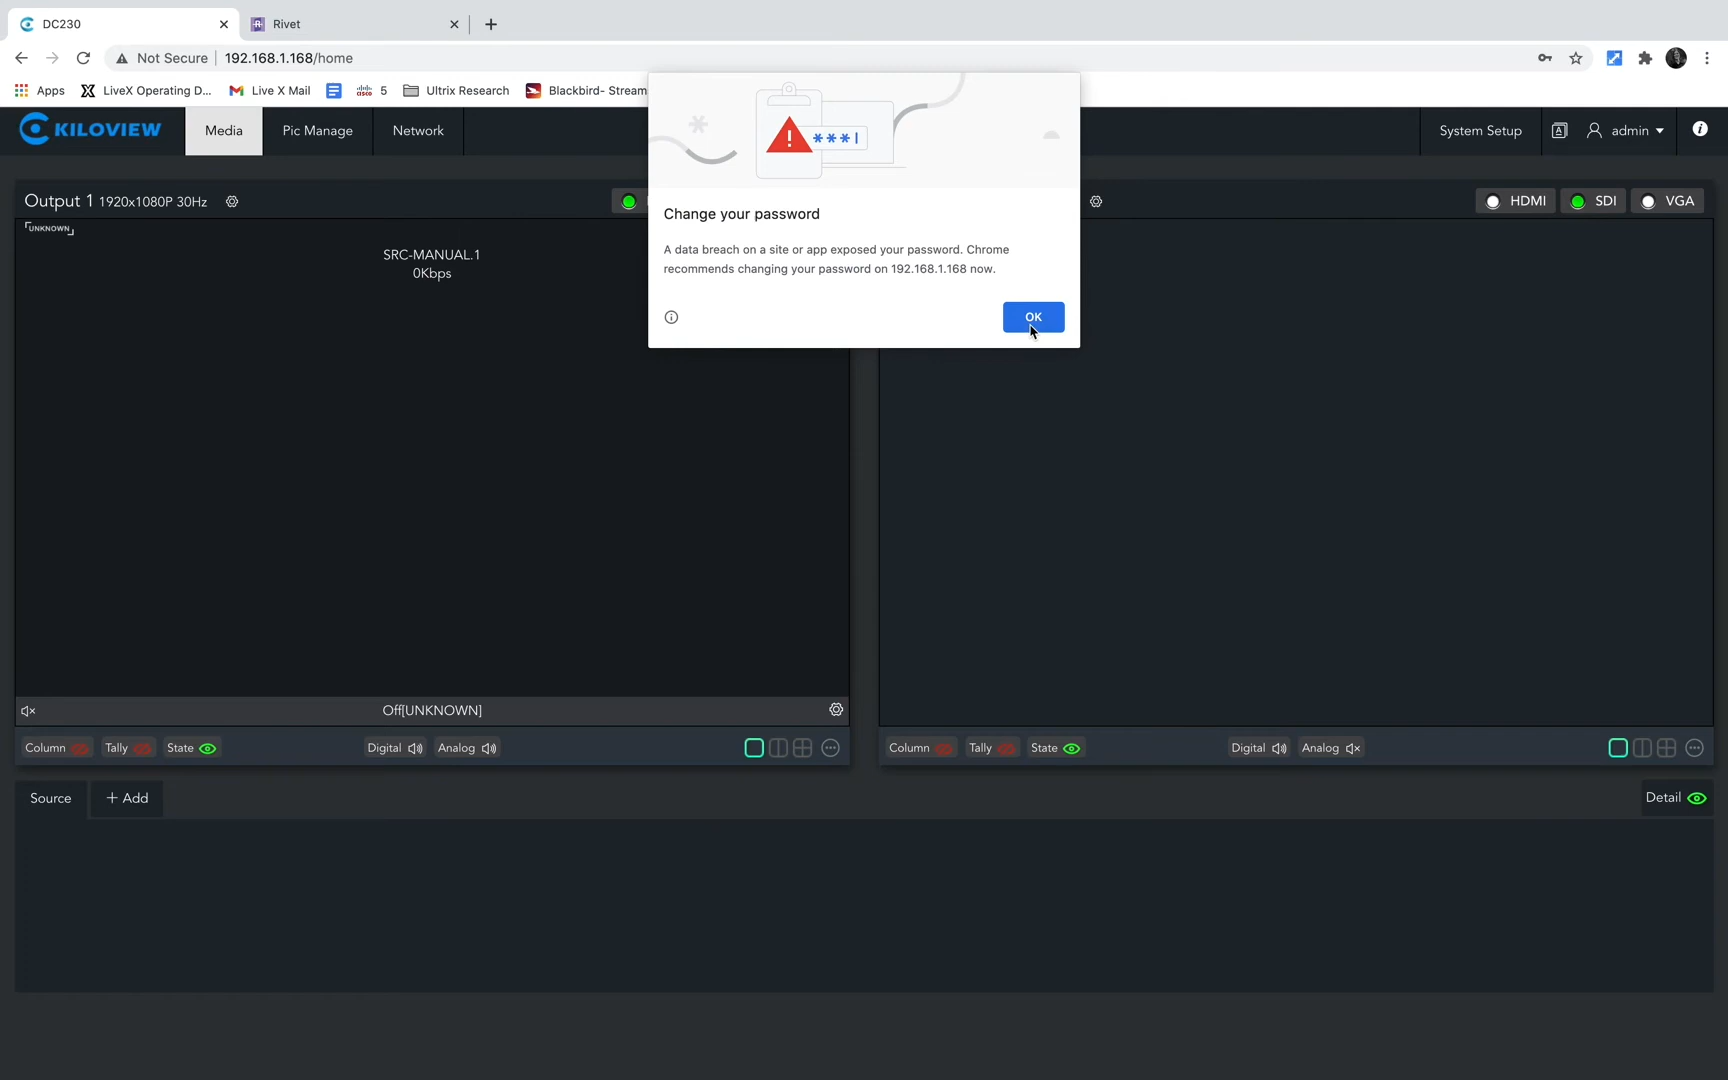 DC230
Rivet
Not Secure 192.168.1.168/home
Apps LiveX Operating D... Live X Mail 5 Ultrix Research Blackbird- Stream
KILOVIEW Media Pic Manage Network System Setup admin
***
Change your password
A data breach on a site or app exposed your password. Chrome
recommends changing your password on 192.168.1.168 now.
OK
Output 1 1920x1080P 30Hz
HDMI SDI VGA
UNKNOWN
SRC-MANUAL.1
0Kbps
Off[UNKNOWN]
Column Tally State Digital Analog
Column Tally State Digital Analog
Source + Add Detail